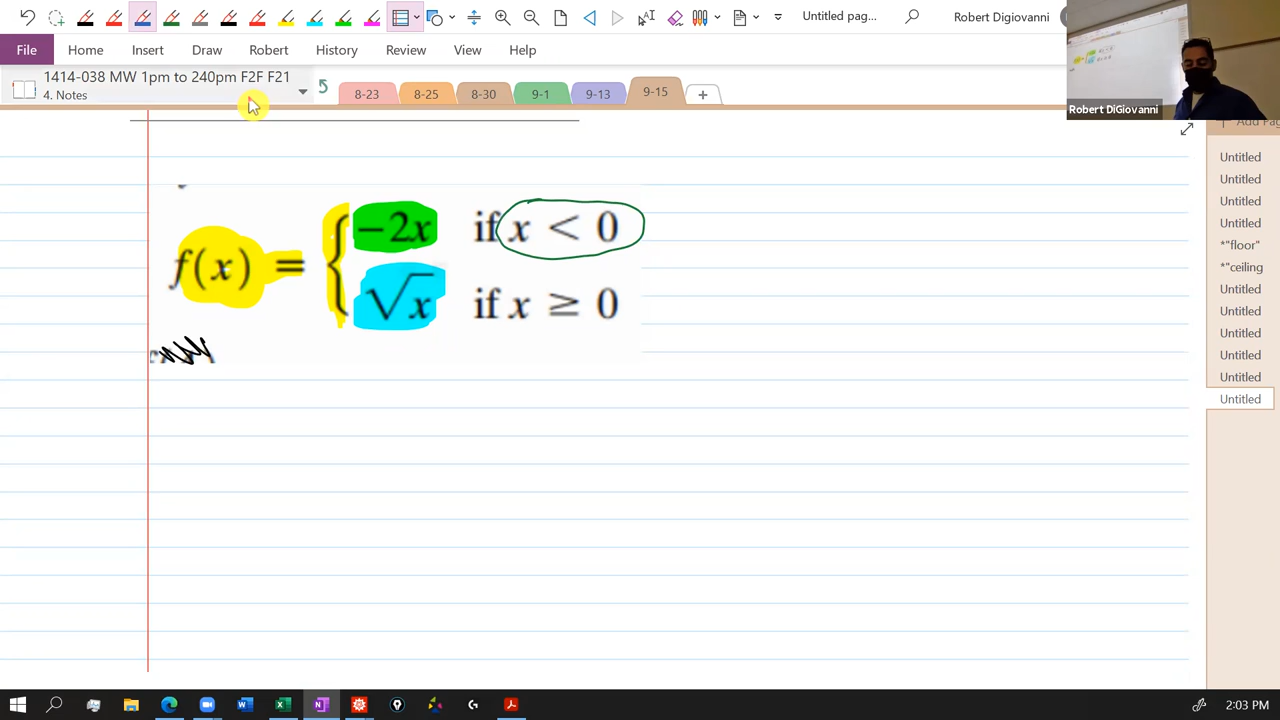 Untitled pag...
Robert Digiovanni
File
Home
Insert
Draw
Robert
History
Review
View
Help
1414-038 MW 1pm to 240pm F2F F21
4. Notes
8-23
8-25
8-30
9-1
9-13
9-15
+
Robert DiGiovanni
Add Pag
Untitled
Untitled
Untitled
Untitled
*"floor"
*"ceiling
Untitled
Untitled
Untitled
Untitled
Untitled
Untitled
f(x) = { −2x if x < 0
√x if x ≥ 0
2:03 PM